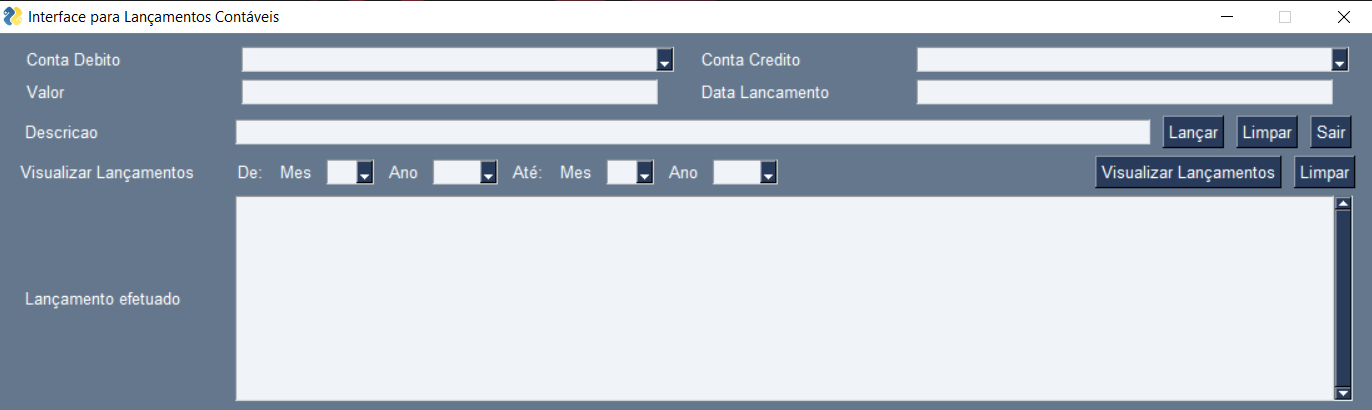 Interface para Lançamentos Contáveis
Conta Debito Conta Credito
Valor Data Lancamento
Descricao Lançar Limpar Sair
Visualizar Lançamentos De: Mes Ano Até: Mes Ano Visualizar Lançamentos Limpar
Lançamento efetuado